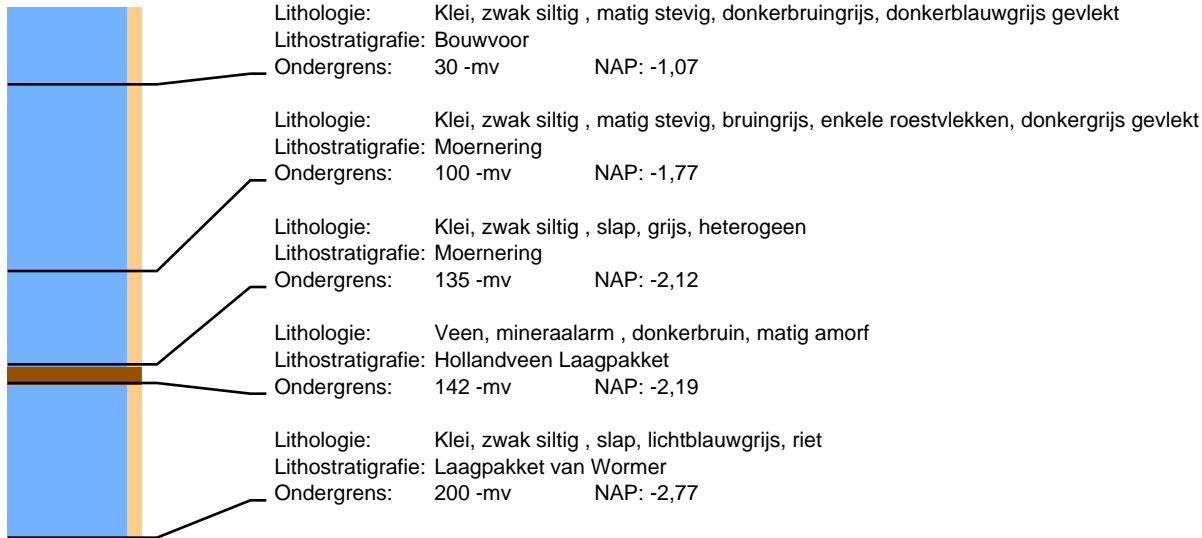 Lithologie: Klei, zwak siltig , matig stevig, donkerbruingrijs, donkerblauwgrijs gevlekt
Lithostratigrafie: Bouwvoor
Ondergrens: 30 -mv NAP: -1,07
Lithologie: Klei, zwak siltig , matig stevig, bruingrijs, enkele roestvlekken, donkergrijs gevlekt
Lithostratigrafie: Moernering
Ondergrens: 100 -mv NAP: -1,77
Lithologie: Klei, zwak siltig , slap, grijs, heterogeen
Lithostratigrafie: Moernering
Ondergrens: 135 -mv NAP: -2,12
Lithologie: Veen, mineraalarm , donkerbruin, matig amorf
Lithostratigrafie: Hollandveen Laagpakket
Ondergrens: 142 -mv NAP: -2,19
Lithologie: Klei, zwak siltig , slap, lichtblauwgrijs, riet
Lithostratigrafie: Laagpakket van Wormer
Ondergrens: 200 -mv NAP: -2,77